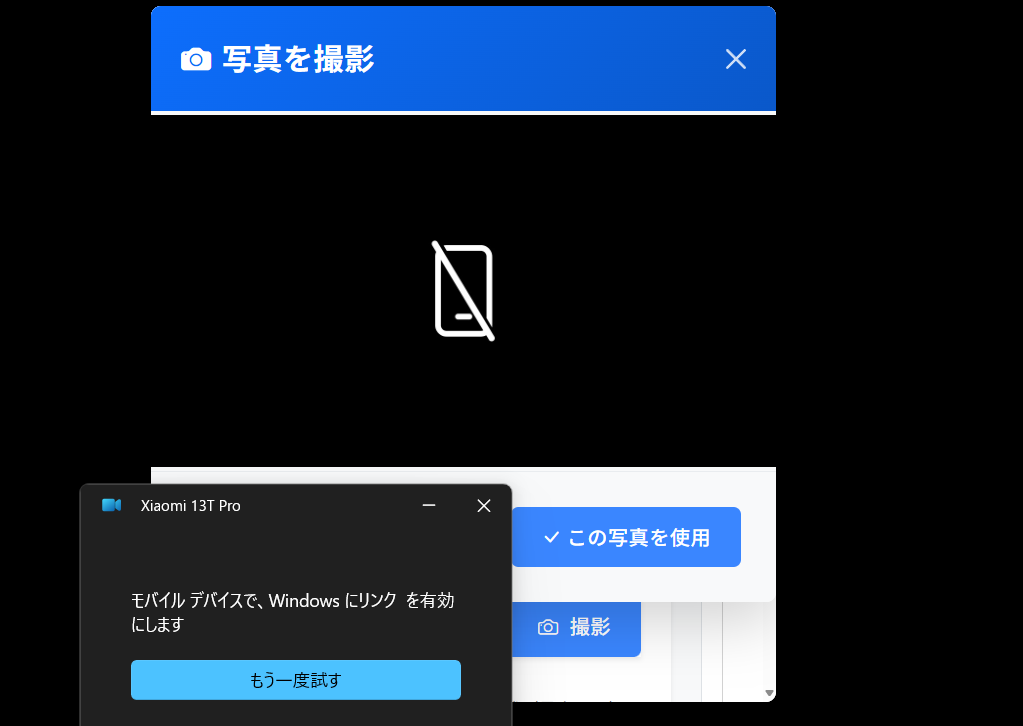 写真を撮影
Xiaomi 13T Pro
モバイル デバイスで、Windows にリンク を有効
にします
もう一度試す
この写真を使用
撮影